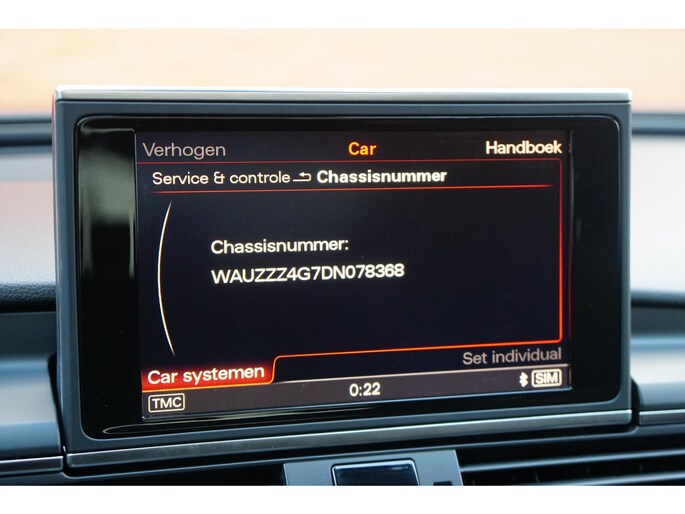 Verhogen Car Handboek
Service & controle Chassisnummer
Chassisnummer:
WAUZZZ4G7DN078368
Set individual
Car systemen
0:22 SIM
TMC